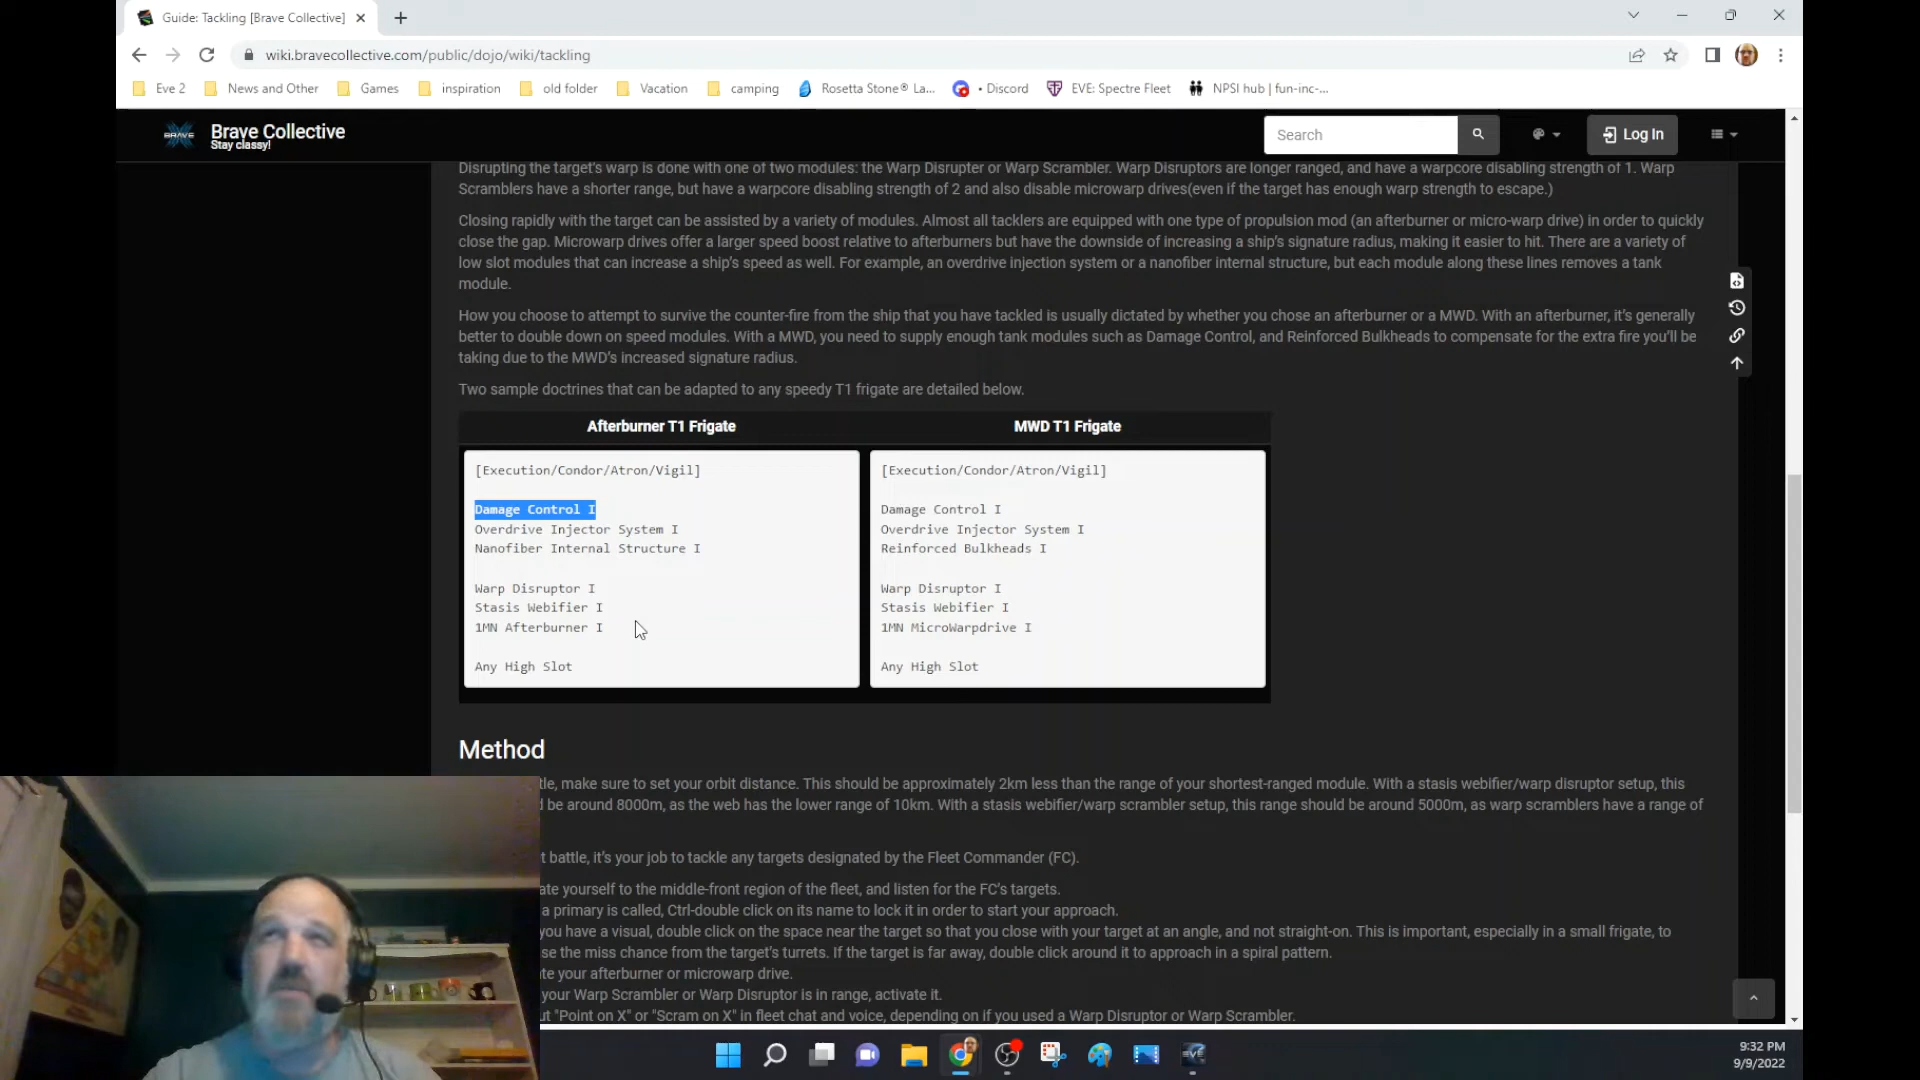 Guide: Tackling [Brave Collective]
wiki.bravecollective.com/public/dojo/wiki/tackling
Eve 2
News and Other
Games
inspiration
old folder
Vacation
camping
Rosetta Stone® La...
• Discord
EVE: Spectre Fleet
NPSI hub | fun-inc-...
BRAVE
Brave Collective
Stay classy!
Search
Log In
Disrupting the target's warp is done with one of two modules: the Warp Disrupter or Warp Scrambler. Warp Disruptors are longer ranged, and have a warpcore disabling strength of 1. Warp
Scramblers have a shorter range, but have a warpcore disabling strength of 2 and also disable microwarp drives(even if the target has enough warp strength to escape.)
Closing rapidly with the target can be assisted by a variety of modules. Almost all tacklers are equipped with one type of propulsion mod (an afterburner or micro-warp drive) in order to quickly
close the gap. Microwarp drives offer a larger speed boost relative to afterburners but have the downside of increasing a ship's signature radius, making it easier to hit. There are a variety of
low slot modules that can increase a ship's speed as well. For example, an overdrive injection system or a nanofiber internal structure, but each module along these lines removes a tank
module.
How you choose to attempt to survive the counter-fire from the ship that you have tackled is usually dictated by whether you chose an afterburner or a MWD. With an afterburner, it's generally
better to double down on speed modules. With a MWD, you need to supply enough tank modules such as Damage Control, and Reinforced Bulkheads to compensate for the extra fire you'll be
taking due to the MWD's increased signature radius.
Two sample doctrines that can be adapted to any speedy T1 frigate are detailed below.
Afterburner T1 Frigate
[Execution/Condor/Atron/Vigil]
Damage Control I
Overdrive Injector System I
Nanofiber Internal Structure I
Warp Disruptor I
Stasis Webifier I
1MN Afterburner I
Any High Slot
MWD T1 Frigate
[Execution/Condor/Atron/Vigil]
Damage Control I
Overdrive Injector System I
Reinforced Bulkheads I
Warp Disruptor I
Stasis Webifier I
1MN MicroWarpdrive I
Any High Slot
Method
tle, make sure to set your orbit distance. This should be approximately 2km less than the range of your shortest-ranged module. With a stasis webifier/warp disruptor setup, this
d be around 8000m, as the web has the lower range of 10km. With a stasis webifier/warp scrambler setup, this range should be around 5000m, as warp scramblers have a range of
t battle, it's your job to tackle any targets designated by the Fleet Commander (FC).
ate yourself to the middle-front region of the fleet, and listen for the FC's targets.
a primary is called, Ctrl-double click on its name to lock it in order to start your approach.
you have a visual, double click on the space near the target so that you close with your target at an angle, and not straight-on. This is important, especially in a small frigate, to
se the miss chance from the target's turrets. If the target is far away, double click around it to approach in a spiral pattern.
te your afterburner or microwarp drive.
your Warp Scrambler or Warp Disruptor is in range, activate it.
ut "Point on X" or "Scram on X" in fleet chat and voice, depending on if you used a Warp Disruptor or Warp Scrambler.
EVE
9:32 PM
9/9/2022